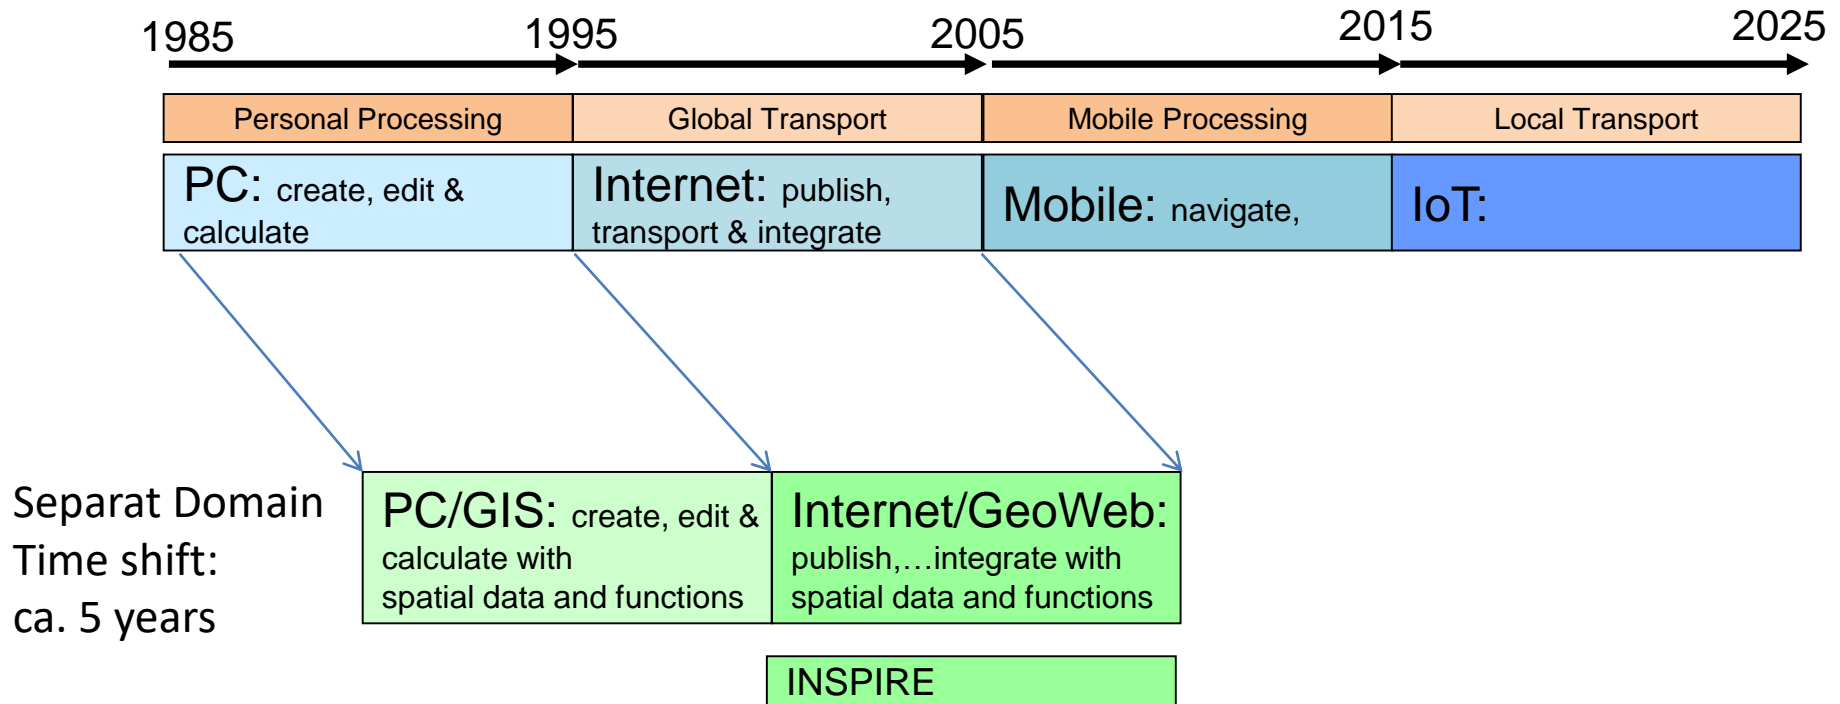 1985 1995 2005 2015 2025
Personal Processing Global Transport Mobile Processing Local Transport
PC: create, edit &
calculate
Internet: publish,
transport & integrate
Mobile: navigate,
IoT:
Separat Domain
Time shift:
ca. 5 years
PC/GIS: create, edit &
calculate with
spatial data and functions
Internet/GeoWeb:
publish,…integrate with
spatial data and functions
INSPIRE